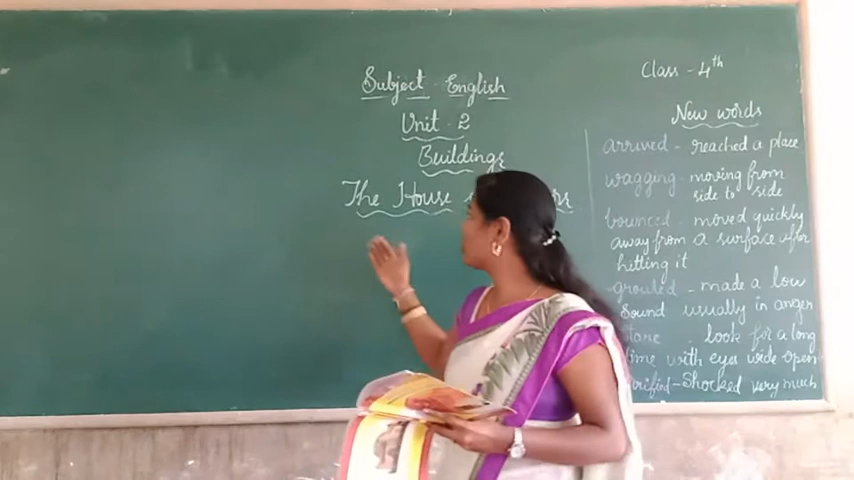 Subject - English
Unit - 2
Buildings
The House
Class - 4th
New words
arrived - reached a place
wagging - moving from
side to side
bounced - moved quickly
away from a surface after
hitting it
growled - made a low
sound usually in anger
look for a long
time with eyes wide open
Shocked very much